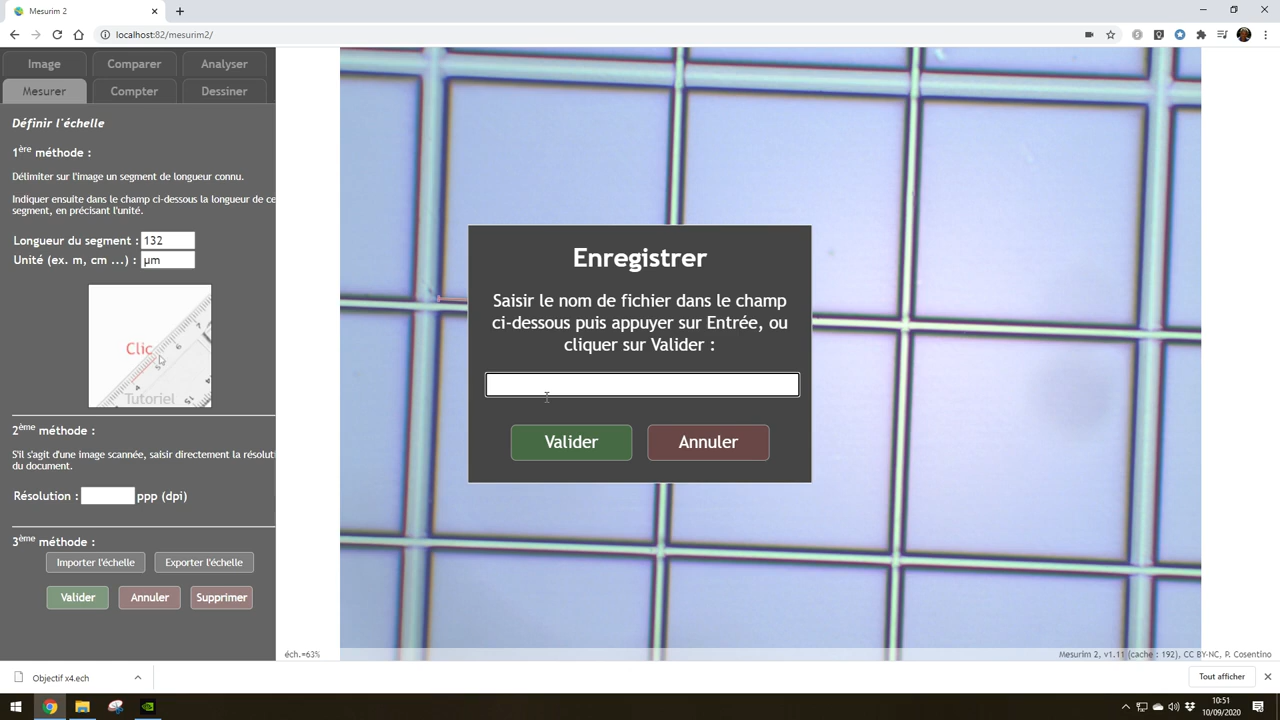 Mesurim 2
localhost:82/mesurim2/
Image
Comparer
Analyser
Mesurer
Compter
Dessiner
Définir l'échelle
1ère méthode :
Délimiter sur l'image un segment de longueur connu.
Indiquer ensuite dans le champ ci-dessous la longueur de ce
segment, en précisant l'unité.
Longueur du segment : 132
Unité (ex. m, cm ...) : µm
Clic
Tutoriel
2ème méthode :
S'il s'agit d'une image scannée, saisir directement la résoluti
du document.
Résolution : ppp (dpi)
3ème méthode :
Importer l'échelle
Exporter l'échelle
Valider
Annuler
Supprimer
Enregistrer
Saisir le nom de fichier dans le champ
ci-dessous puis appuyer sur Entrée, ou
cliquer sur Valider :
Valider
Annuler
éch.=63%
Mesurim 2, v1.11 (cache : 192), CC BY-NC, P. Cosentino
Objectif x4.ech
Tout afficher
10:51
10/09/2020